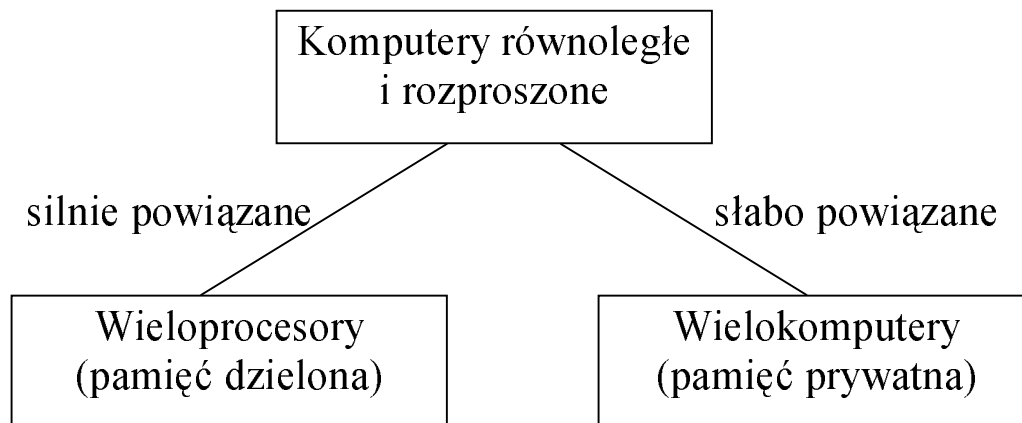 Komputery równoległe
i rozproszone
silnie powiązane
słabo powiązane
Wieloprocesory
(pamięć dzielona)
Wielokomputery
(pamięć prywatna)